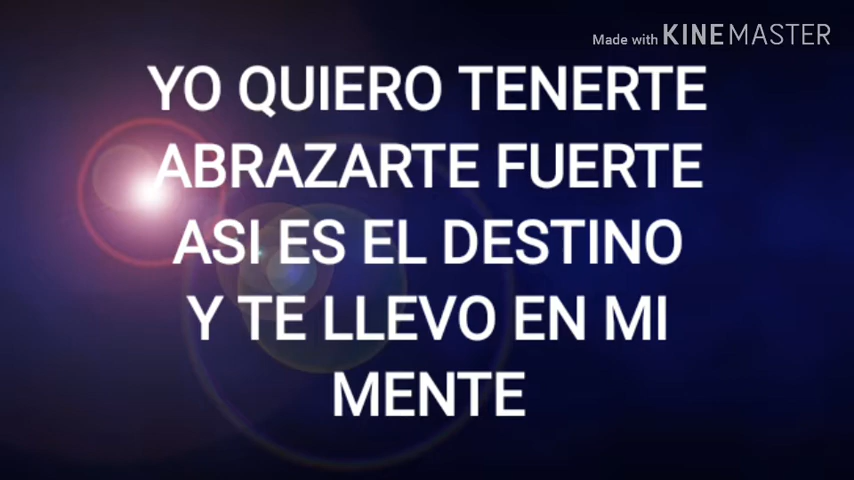 Made with KINEMASTER
YO QUIERO TENERTE
ABRAZARTE FUERTE
ASI ES EL DESTINO
Y TE LLEVO EN MI
MENTE